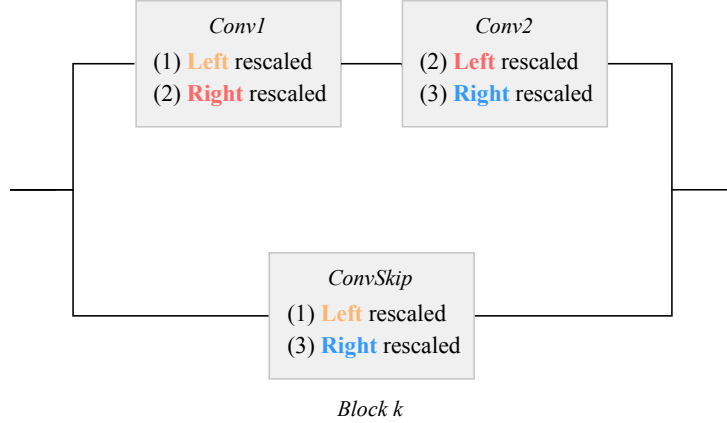 Conv1
(1) Left rescaled
(2) Right rescaled
Conv2
(2) Left rescaled
(3) Right rescaled
ConvSkip
(1) Left rescaled
(3) Right rescaled
Block k